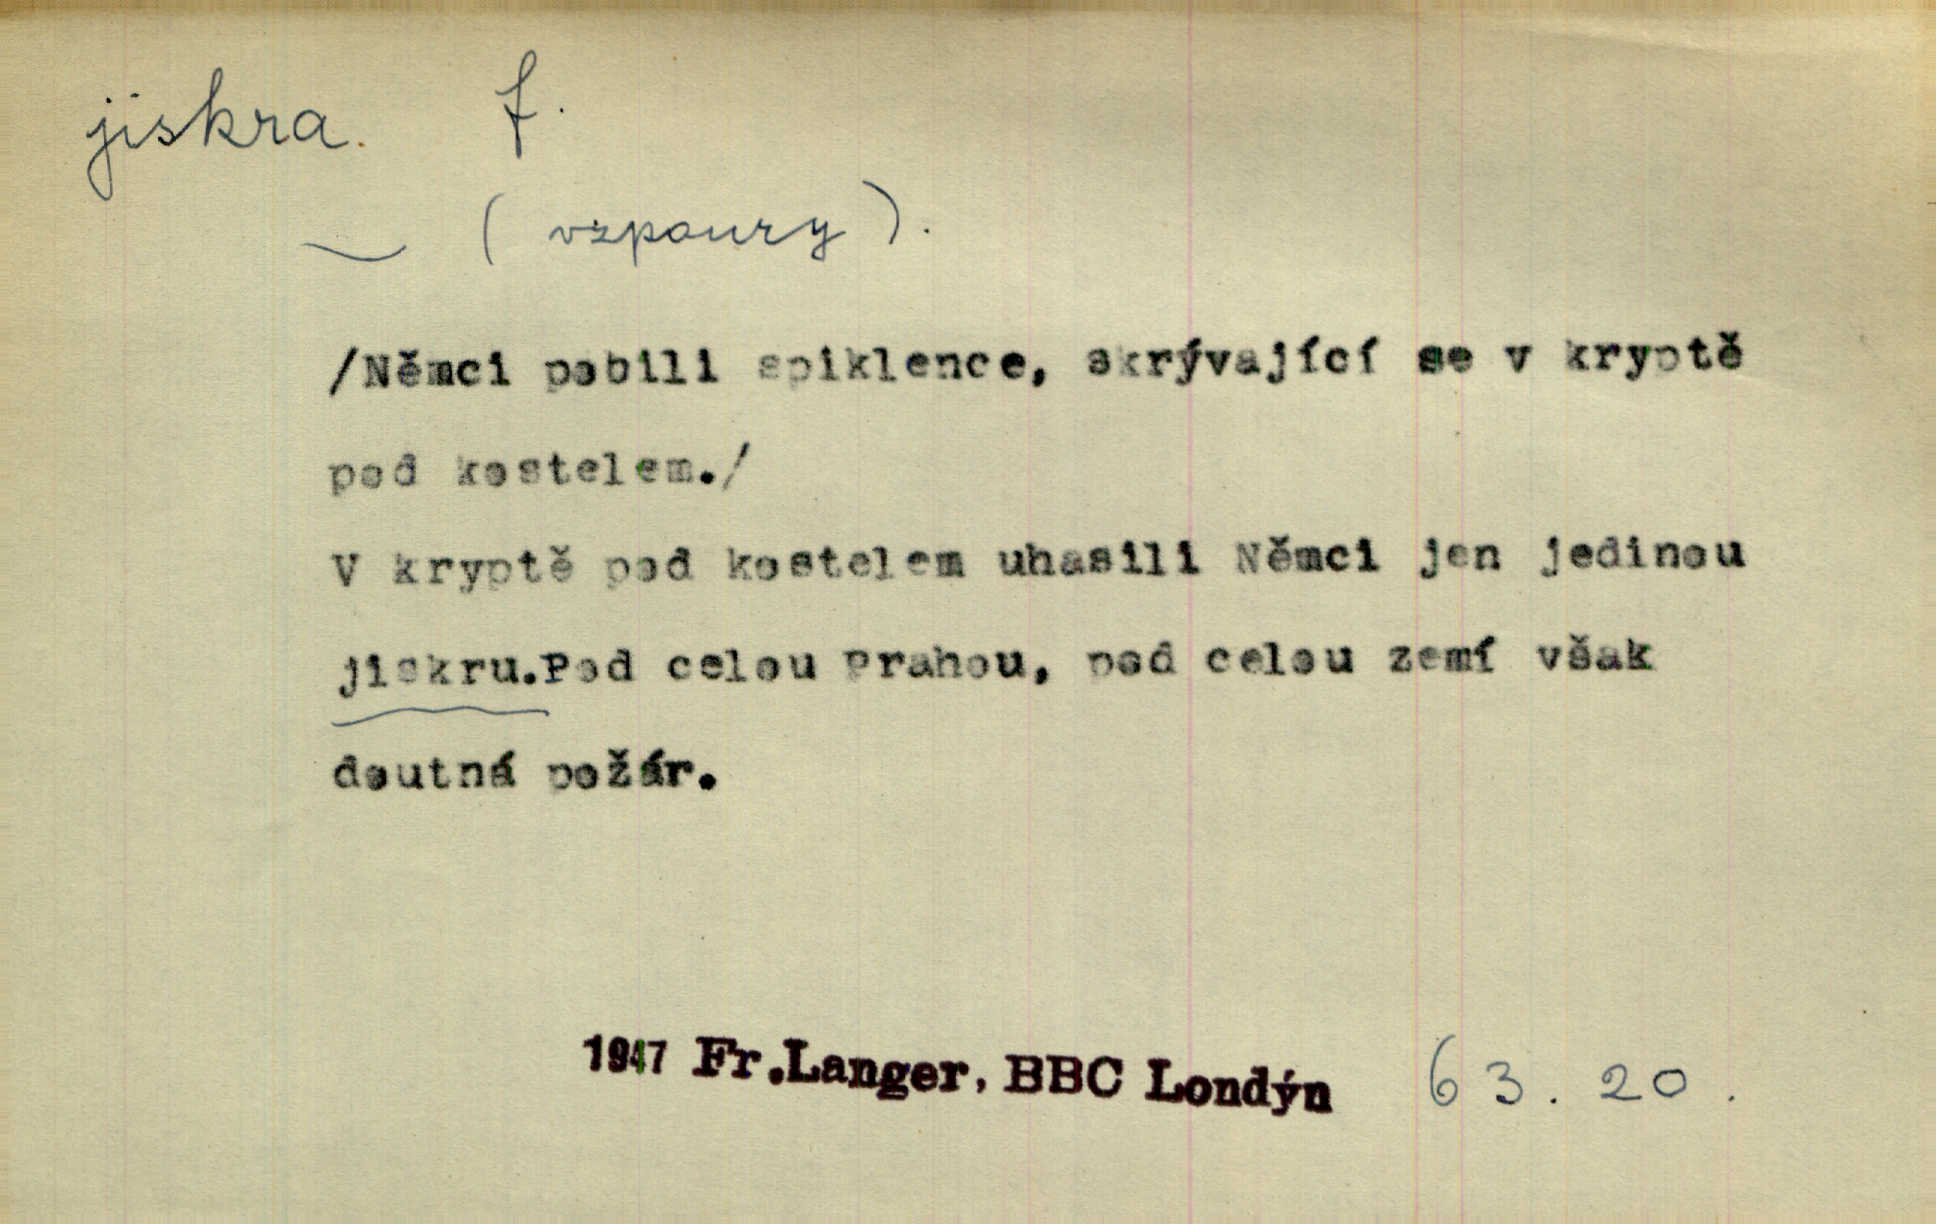 jiskra. f.
( vzpoury ).
/Němci pobili spiklence, skrývající se v kryptě
pod kostelem./
V kryptě pod kostelem uhasili Němci jen jedinou
jiskru.Pod celou Prahou, pod celou zemí však
doutná požár.
1947 Fr.Langer, BBC Londýn 63. 20.